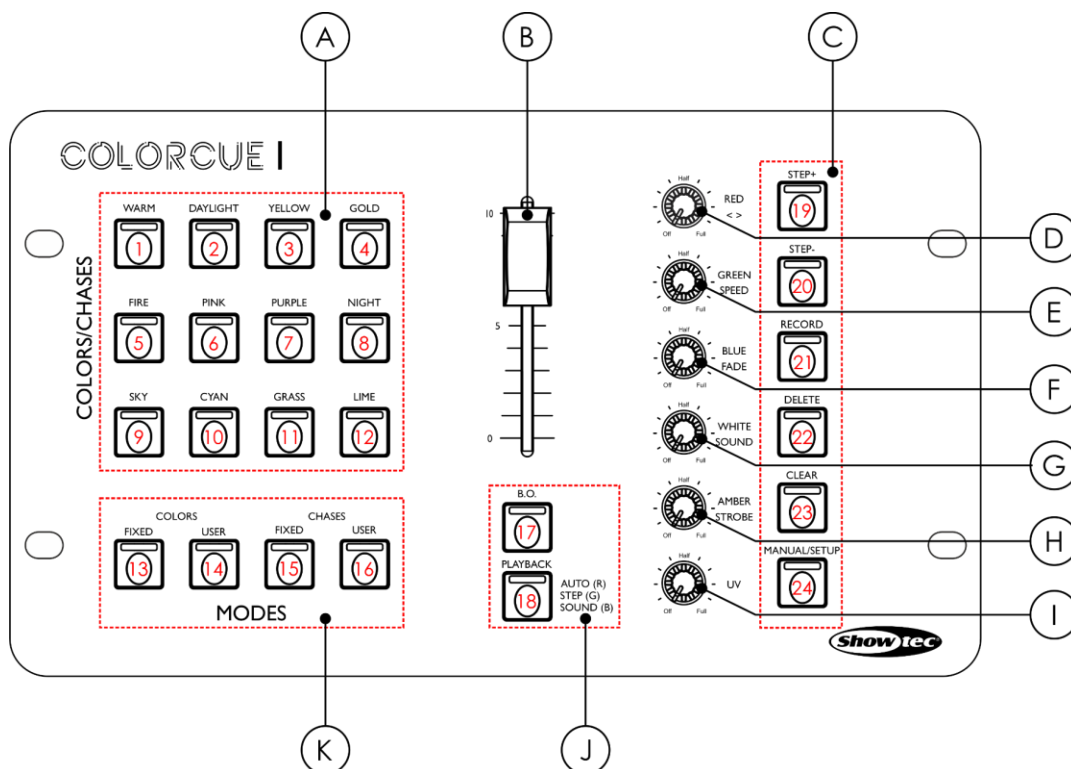 A B C
COLORCUE 1
COLORS/CHASES
WARM DAYLIGHT YELLOW GOLD
1 2 3 4
FIRE PINK PURPLE NIGHT
5 6 7 8
SKY CYAN GRASS LIME
9 10 11 12
COLORS CHASES
FIXED USER FIXED USER
13 14 15 16
MODES
10
5
0
B.O.
17
PLAYBACK
18
AUTO (R)
STEP (G)
SOUND (B)
Half
Off Full
RED
< >
Half
Off Full
GREEN
SPEED
Half
Off Full
BLUE
FADE
Half
Off Full
WHITE
SOUND
Half
Off Full
AMBER
STROBE
Half
Off Full
UV
STEP+
19
STEP-
20
RECORD
21
DELETE
22
CLEAR
23
MANUAL/SETUP
24
Showtec
D
E
F
G
H
I
K J